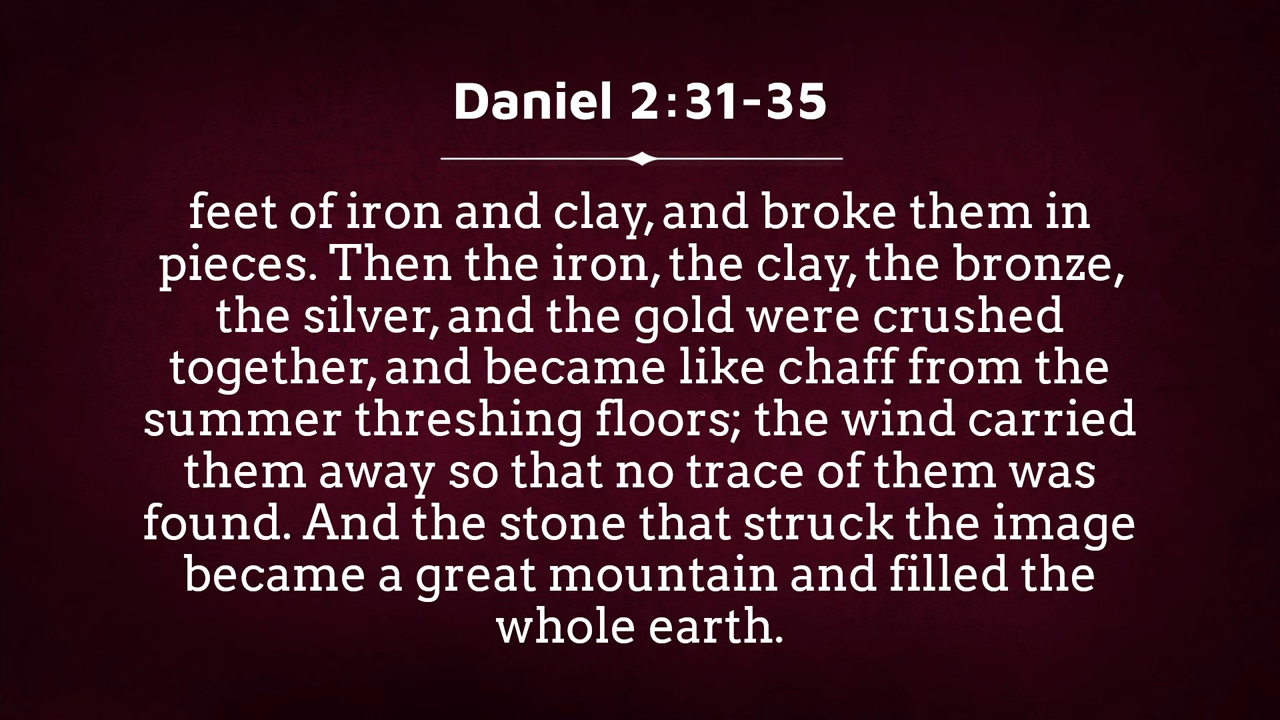 Daniel 2:31-35
feet of iron and clay, and broke them in
pieces. Then the iron, the clay, the bronze,
the silver, and the gold were crushed
together, and became like chaff from the
summer threshing floors; the wind carried
them away so that no trace of them was
found. And the stone that struck the image
became a great mountain and filled the
whole earth.